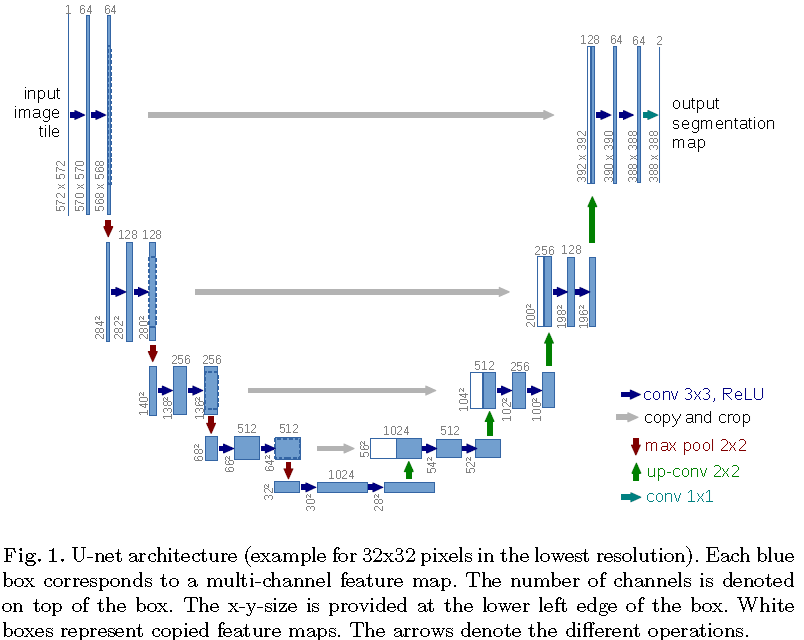 1 64 64
128 64 64 2
input
image
tile
output
segmentation
map
572 x 572
570 x 570
568 x 568
392 x 392
390 x 390
388 x 388
388 x 388
128 128
256 128
284²
282²
280²
200²
198²
196²
256 256
512 256
140²
138²
136²
104²
102²
100²
conv 3x3, ReLU
copy and crop
max pool 2x2
up-conv 2x2
conv 1x1
512 512
1024 512
68²
66²
64²
56²
54²
52²
1024
32²
30²
28²
Fig. 1. U-net architecture (example for 32x32 pixels in the lowest resolution). Each blue
box corresponds to a multi-channel feature map. The number of channels is denoted
on top of the box. The x-y-size is provided at the lower left edge of the box. White
boxes represent copied feature maps. The arrows denote the different operations.